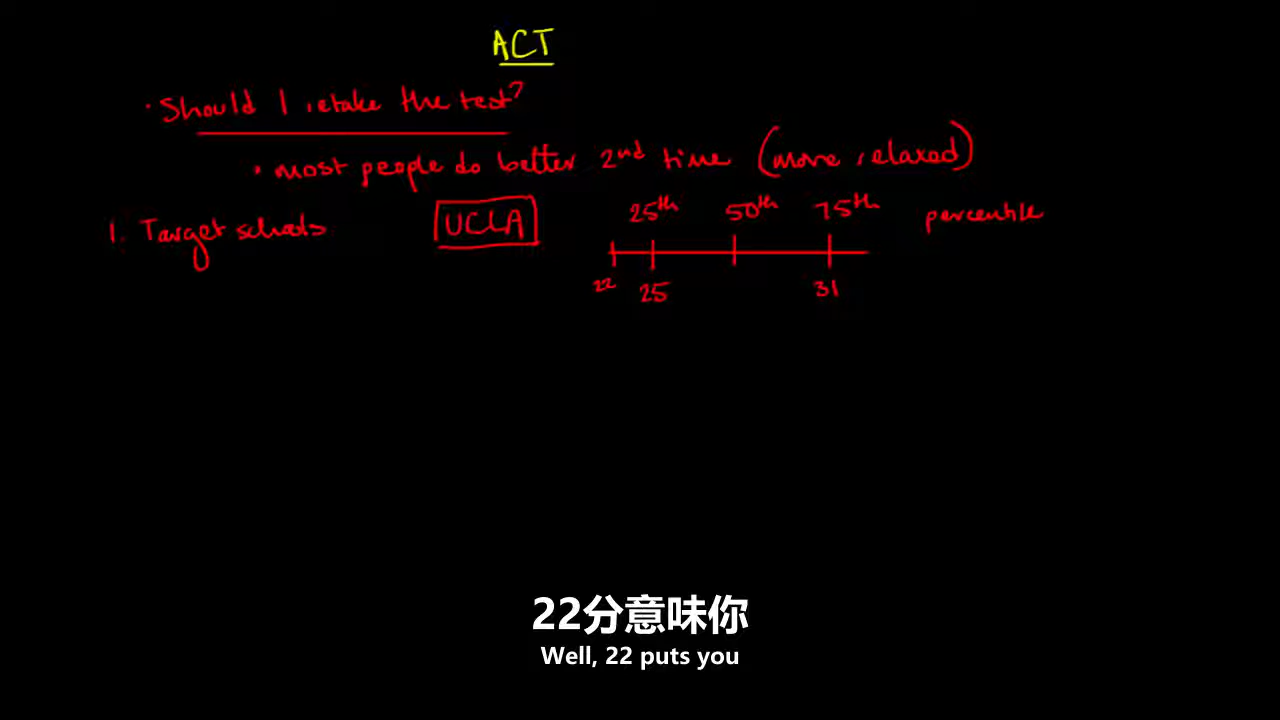 ACT
· Should I retake the test?
· most people do better 2nd time (more relaxed)
1. Target schools UCLA 25th 50th 75th percentile
22 25 31
22分意味你
Well, 22 puts you